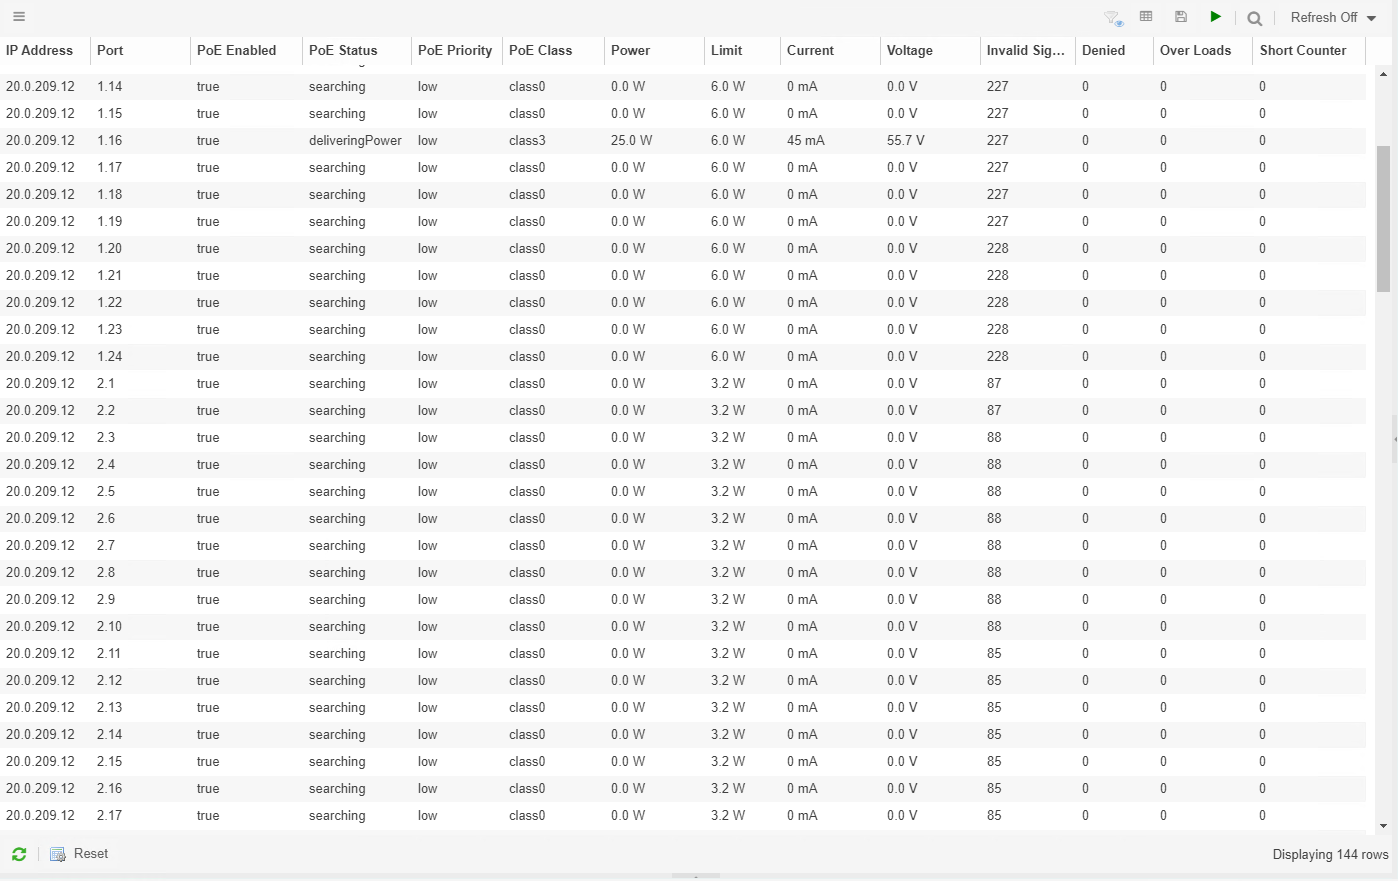 Refresh Off
IP Address Port PoE Enabled PoE Status PoE Priority PoE Class Power Limit Current Voltage Invalid Sig... Denied Over Loads Short Counter
20.0.209.12 1.14 true searching low class0 0.0 W 6.0 W 0 mA 0.0 V 227 0 0 0
20.0.209.12 1.15 true searching low class0 0.0 W 6.0 W 0 mA 0.0 V 227 0 0 0
20.0.209.12 1.16 true deliveringPower low class3 25.0 W 6.0 W 45 mA 55.7 V 227 0 0 0
20.0.209.12 1.17 true searching low class0 0.0 W 6.0 W 0 mA 0.0 V 227 0 0 0
20.0.209.12 1.18 true searching low class0 0.0 W 6.0 W 0 mA 0.0 V 227 0 0 0
20.0.209.12 1.19 true searching low class0 0.0 W 6.0 W 0 mA 0.0 V 227 0 0 0
20.0.209.12 1.20 true searching low class0 0.0 W 6.0 W 0 mA 0.0 V 228 0 0 0
20.0.209.12 1.21 true searching low class0 0.0 W 6.0 W 0 mA 0.0 V 228 0 0 0
20.0.209.12 1.22 true searching low class0 0.0 W 6.0 W 0 mA 0.0 V 228 0 0 0
20.0.209.12 1.23 true searching low class0 0.0 W 6.0 W 0 mA 0.0 V 228 0 0 0
20.0.209.12 1.24 true searching low class0 0.0 W 6.0 W 0 mA 0.0 V 228 0 0 0
20.0.209.12 2.1 true searching low class0 0.0 W 3.2 W 0 mA 0.0 V 87 0 0 0
20.0.209.12 2.2 true searching low class0 0.0 W 3.2 W 0 mA 0.0 V 87 0 0 0
20.0.209.12 2.3 true searching low class0 0.0 W 3.2 W 0 mA 0.0 V 88 0 0 0
20.0.209.12 2.4 true searching low class0 0.0 W 3.2 W 0 mA 0.0 V 88 0 0 0
20.0.209.12 2.5 true searching low class0 0.0 W 3.2 W 0 mA 0.0 V 88 0 0 0
20.0.209.12 2.6 true searching low class0 0.0 W 3.2 W 0 mA 0.0 V 88 0 0 0
20.0.209.12 2.7 true searching low class0 0.0 W 3.2 W 0 mA 0.0 V 88 0 0 0
20.0.209.12 2.8 true searching low class0 0.0 W 3.2 W 0 mA 0.0 V 88 0 0 0
20.0.209.12 2.9 true searching low class0 0.0 W 3.2 W 0 mA 0.0 V 88 0 0 0
20.0.209.12 2.10 true searching low class0 0.0 W 3.2 W 0 mA 0.0 V 88 0 0 0
20.0.209.12 2.11 true searching low class0 0.0 W 3.2 W 0 mA 0.0 V 85 0 0 0
20.0.209.12 2.12 true searching low class0 0.0 W 3.2 W 0 mA 0.0 V 85 0 0 0
20.0.209.12 2.13 true searching low class0 0.0 W 3.2 W 0 mA 0.0 V 85 0 0 0
20.0.209.12 2.14 true searching low class0 0.0 W 3.2 W 0 mA 0.0 V 85 0 0 0
20.0.209.12 2.15 true searching low class0 0.0 W 3.2 W 0 mA 0.0 V 85 0 0 0
20.0.209.12 2.16 true searching low class0 0.0 W 3.2 W 0 mA 0.0 V 85 0 0 0
20.0.209.12 2.17 true searching low class0 0.0 W 3.2 W 0 mA 0.0 V 85 0 0 0
Reset Displaying 144 rows